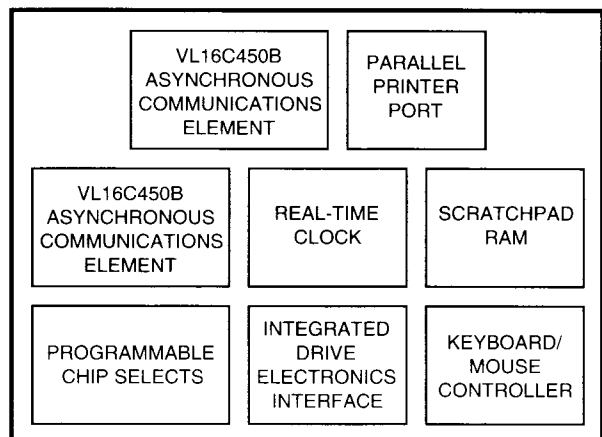 VL16C450B
ASYNCHRONOUS
COMMUNICATIONS
ELEMENT
PARALLEL
PRINTER
PORT
VL16C450B
ASYNCHRONOUS
COMMUNICATIONS
ELEMENT
REAL-TIME
CLOCK
SCRATCHPAD
RAM
PROGRAMMABLE
CHIP SELECTS
INTEGRATED
DRIVE
ELECTRONICS
INTERFACE
KEYBOARD/
MOUSE
CONTROLLER